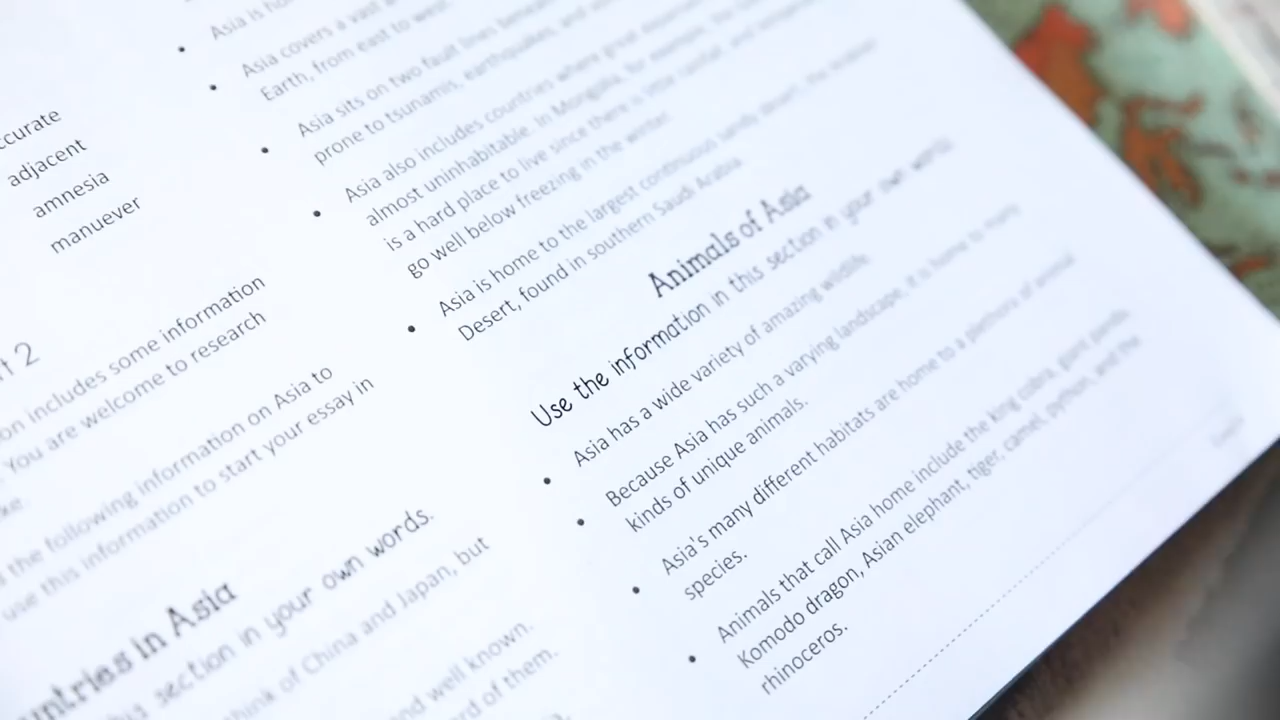 ccurate
adjacent
amnesia
manuever
t 2
on includes some information
You are welcome to research
the following information on Asia to
use this information to start your essay in
untries in Asia
section in your own words.
think of China and Japan, but
and well known.
ord of them.
Asia is
Asia covers a vast
Earth, from east to west.
Asia sits on two fault lines between
prone to tsunamis, earthquakes, and
Asia also includes countries where great
almost uninhabitable. In Mongolia, for example, the
is a hard place to live since there is little rainfall, and
go well below freezing in the winter.
Asia is home to the largest continuous sandy desert, the
Desert, found in southern Saudi Arabia.
Animals of Asia
Use the information in this section in your own words.
Asia has a wide variety of amazing wildlife.
Because Asia has such a varying landscape, it is home to many
kinds of unique animals.
Asia's many different habitats are home to a plethora of animal
species.
Animals that call Asia home include the king cobra, giant panda,
Komodo dragon, Asian elephant, tiger, camel, python, and the
rhinoceros.